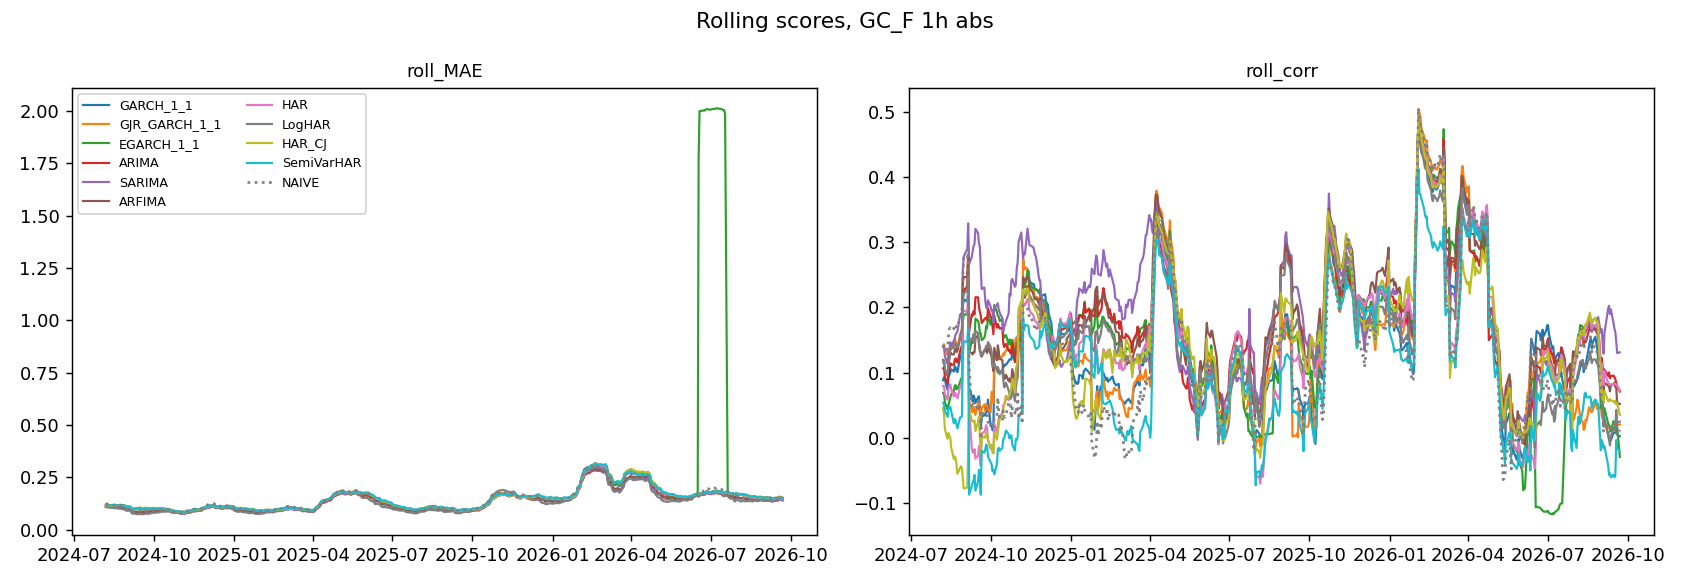 Rolling scores, GC_F 1h abs
roll_MAE
GARCH_1_1
GJR_GARCH_1_1
EGARCH_1_1
ARIMA
SARIMA
ARFIMA
HAR
LogHAR
HAR_CJ
SemiVarHAR
NAIVE
2.00
1.75
1.50
1.25
1.00
0.75
0.50
0.25
0.00
2024-07 2024-10 2025-01 2025-04 2025-07 2025-10 2026-01 2026-04 2026-07 2026-10
roll_corr
0.5
0.4
0.3
0.2
0.1
0.0
−0.1
2024-07 2024-10 2025-01 2025-04 2025-07 2025-10 2026-01 2026-04 2026-07 2026-10